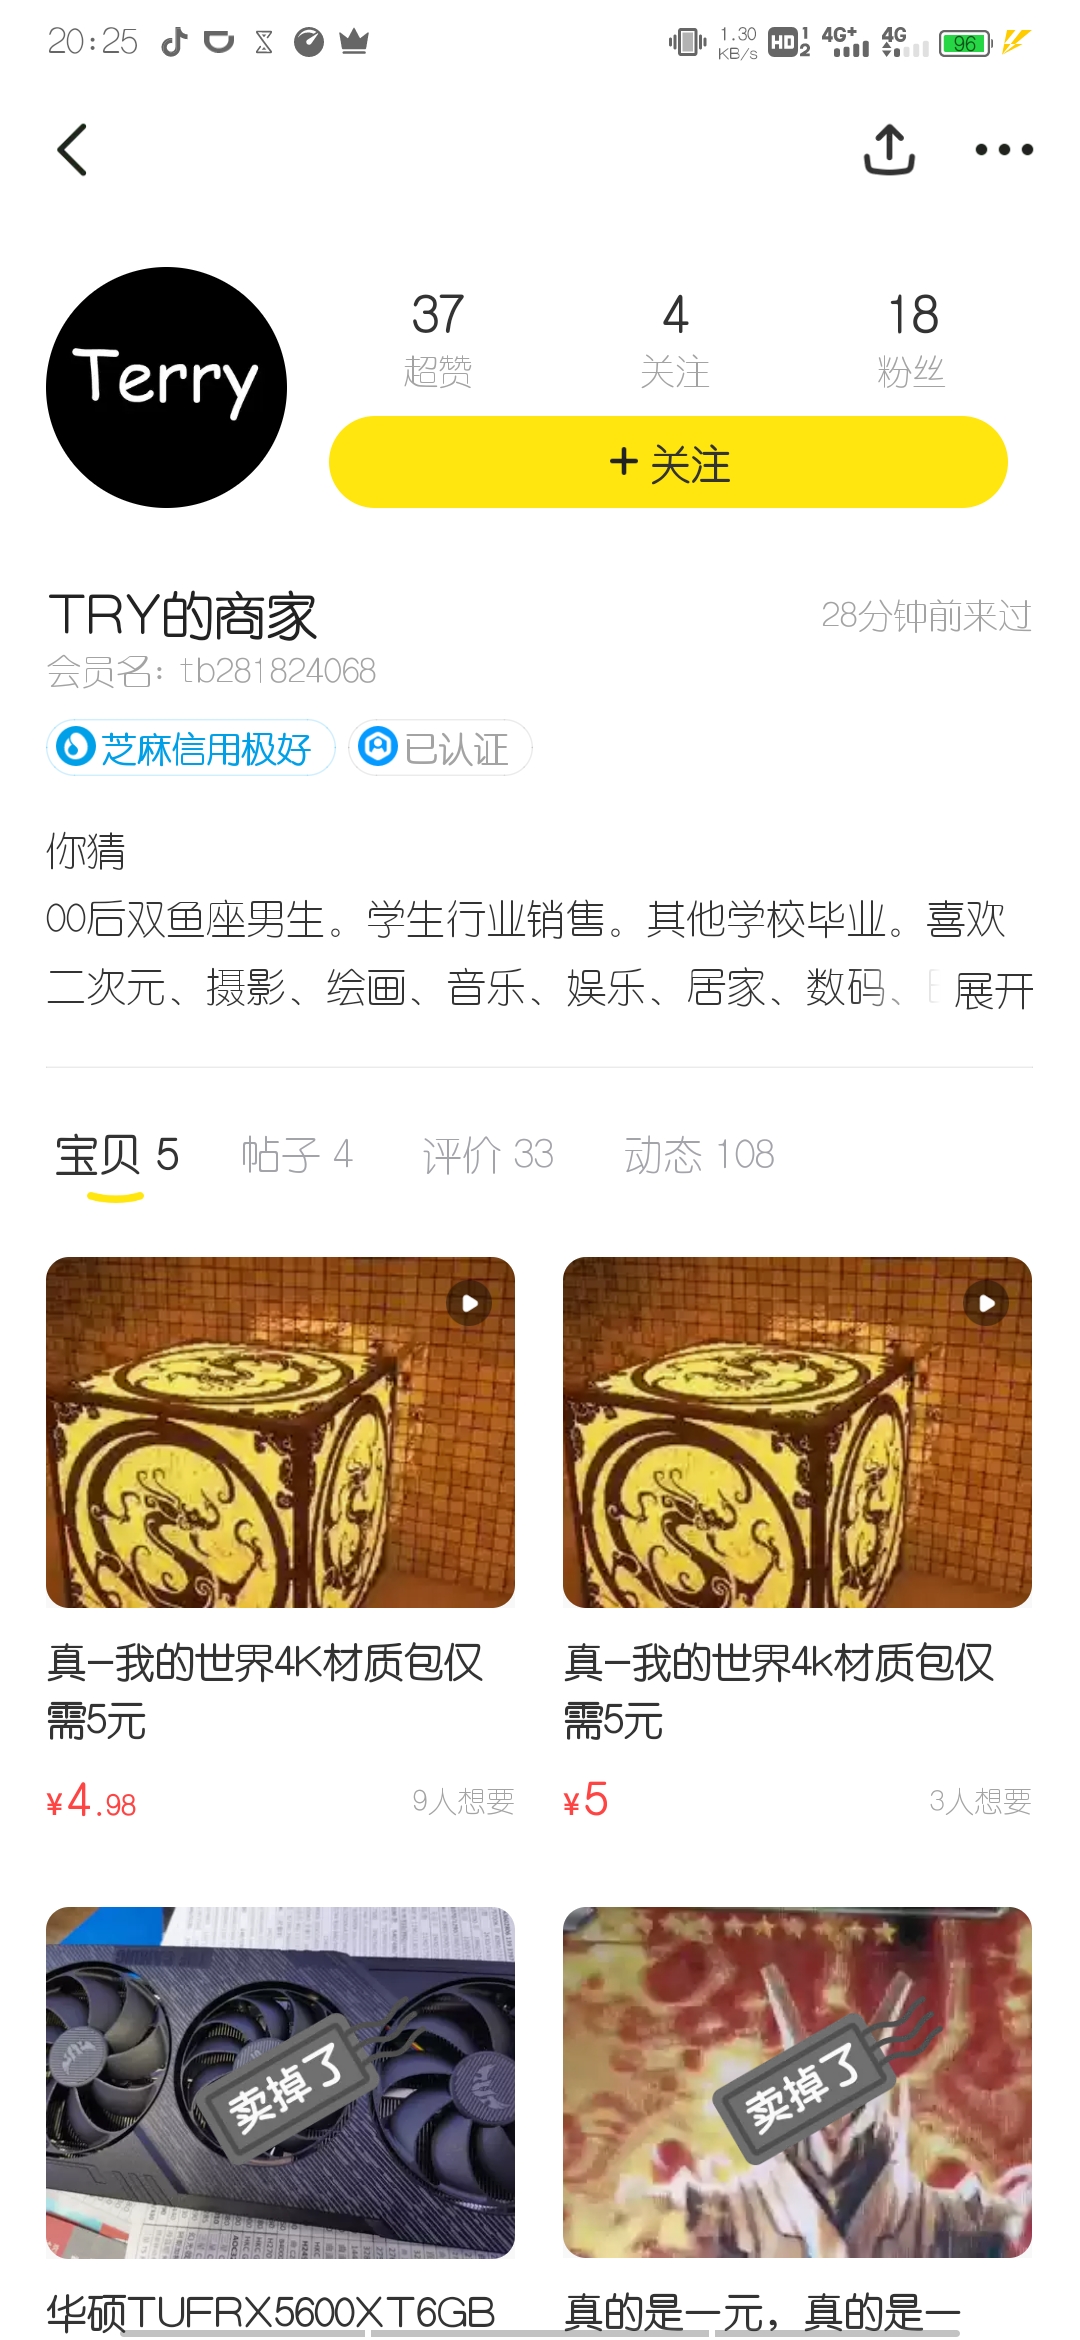 20:25
1.30
KB/s
HD 1 2
4G+
4G
96
Terry
37
4
18
超赞
关注
粉丝
+ 关注
TRY的商家
28分钟前来过
会员名：tb281824068
芝麻信用极好
已认证
你猜
00后双鱼座男生。学生行业销售。其他学校毕业。喜欢
二次元、摄影、绘画、音乐、娱乐、居家、数码、
展开
宝贝 5
帖子 4
评价 33
动态 108
真-我的世界4K材质包仅
需5元
¥4.98
9人想要
真-我的世界4k材质包仅
需5元
¥5
3人想要
卖掉了
卖掉了
华硕TUFRX5600XT6GB
真的是一元，真的是一